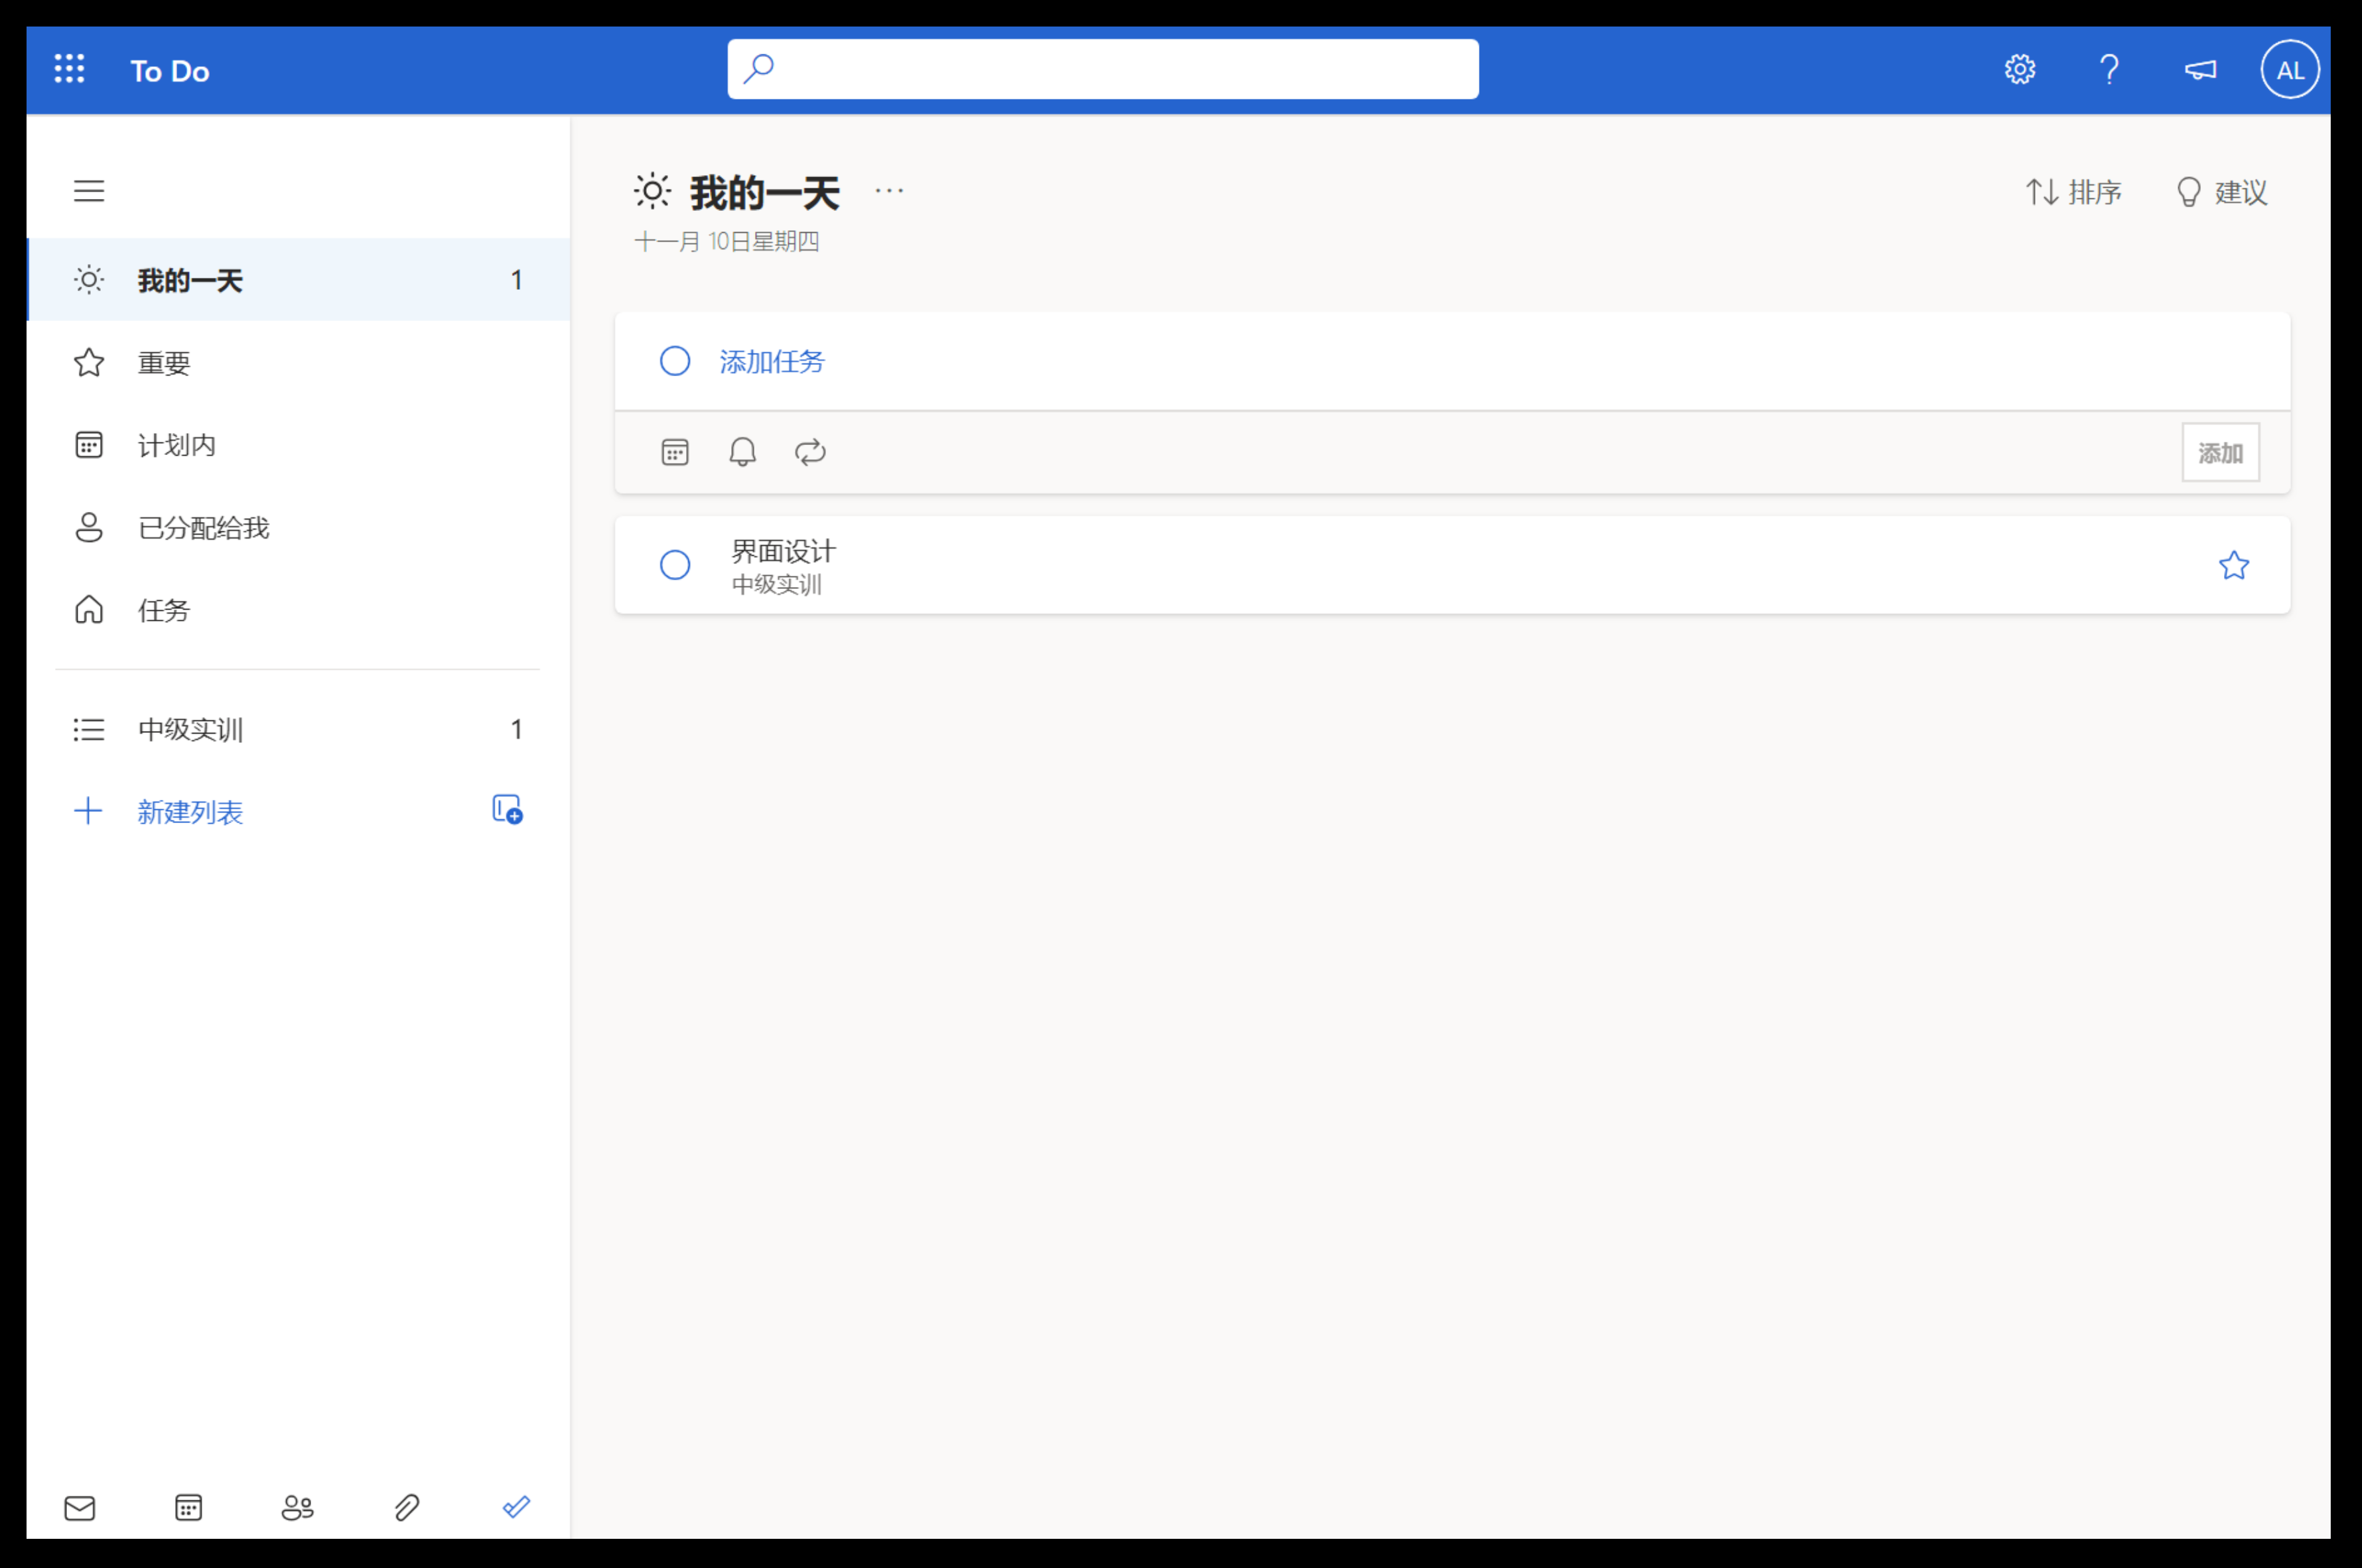 To Do
AL
我的一天 1
重要
计划内
已分配给我
任务
中级实训 1
新建列表
我的一天 ···
排序 建议
十一月 10日星期四
添加任务
添加
界面设计
中级实训